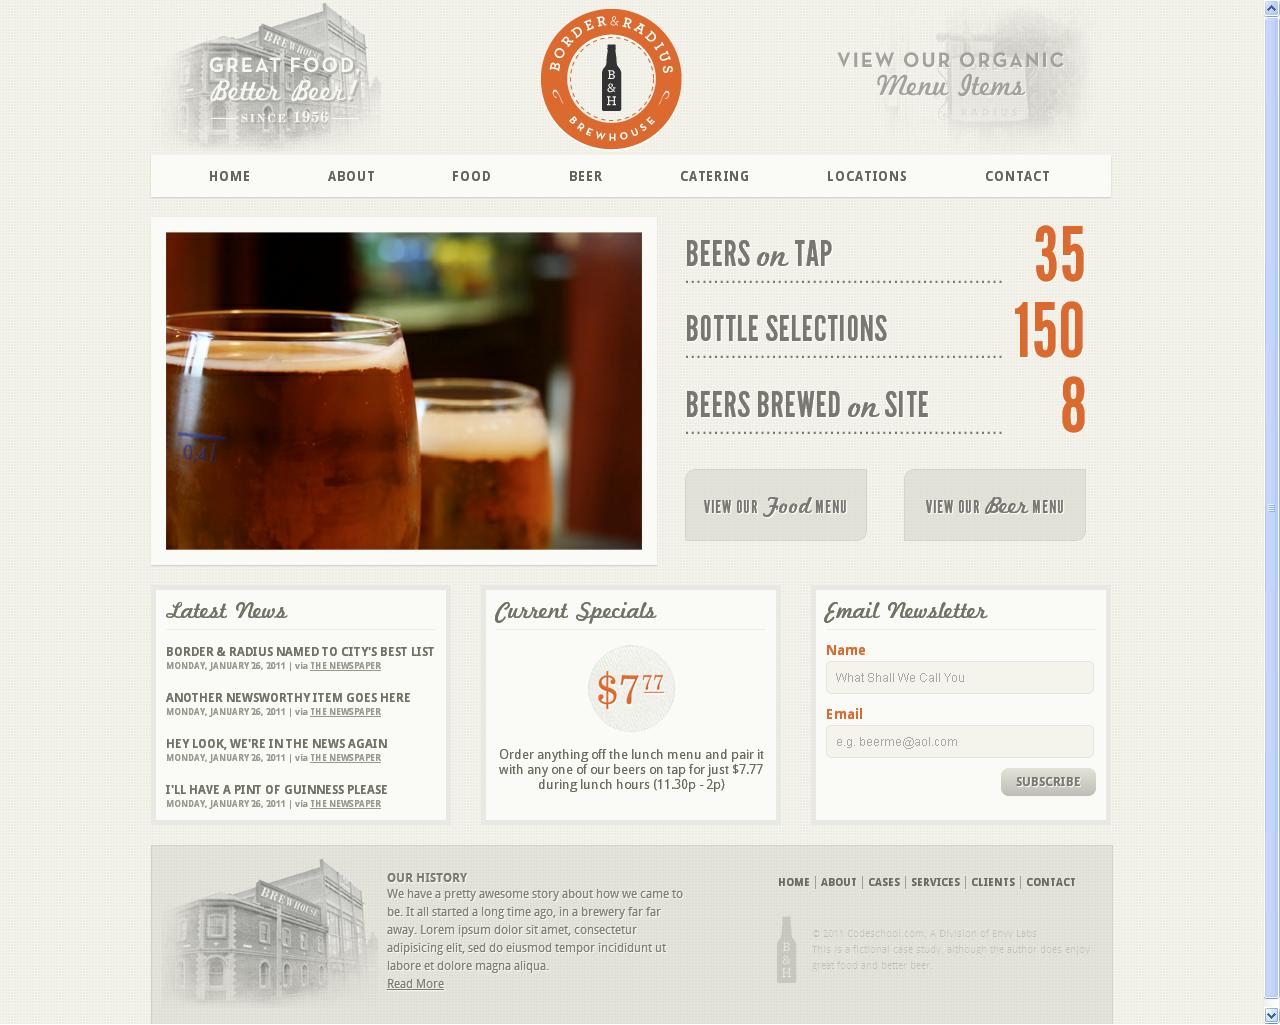 BREWHOUSE
GREAT FOOD,
Better Beer!
SINCE 1956
BORDER & RADIUS
B
&
H
BREWHOUSE
VIEW OUR ORGANIC
Menu Items
RADIUS
HOME ABOUT FOOD BEER CATERING LOCATIONS CONTACT
0,4 l
BEERS on TAP 35
BOTTLE SELECTIONS 150
BEERS BREWED on SITE 8
VIEW OUR Food MENU
VIEW OUR Beer MENU
Latest News
BORDER & RADIUS NAMED TO CITY'S BEST LIST
MONDAY, JANUARY 26, 2011 | via THE NEWSPAPER
ANOTHER NEWSWORTHY ITEM GOES HERE
MONDAY, JANUARY 26, 2011 | via THE NEWSPAPER
HEY LOOK, WE'RE IN THE NEWS AGAIN
MONDAY, JANUARY 26, 2011 | via THE NEWSPAPER
I'LL HAVE A PINT OF GUINNESS PLEASE
MONDAY, JANUARY 26, 2011 | via THE NEWSPAPER
Current Specials
$7 77
Order anything off the lunch menu and pair it
with any one of our beers on tap for just $7.77
during lunch hours (11.30p - 2p)
Email Newsletter
Name
What Shall We Call You
Email
e.g. beerme@aol.com
SUBSCRIBE
BREWHOUSE
OUR HISTORY
We have a pretty awesome story about how we came to
be. It all started a long time ago, in a brewery far far
away. Lorem ipsum dolor sit amet, consectetur
adipisicing elit, sed do eiusmod tempor incididunt ut
labore et dolore magna aliqua.
Read More
HOME | ABOUT | CASES | SERVICES | CLIENTS | CONTACT
B
&
H
© 2011 Codeschool.com, A Division of Envy Labs
This is a fictional case study, although the author does enjoy
great food and better beer.